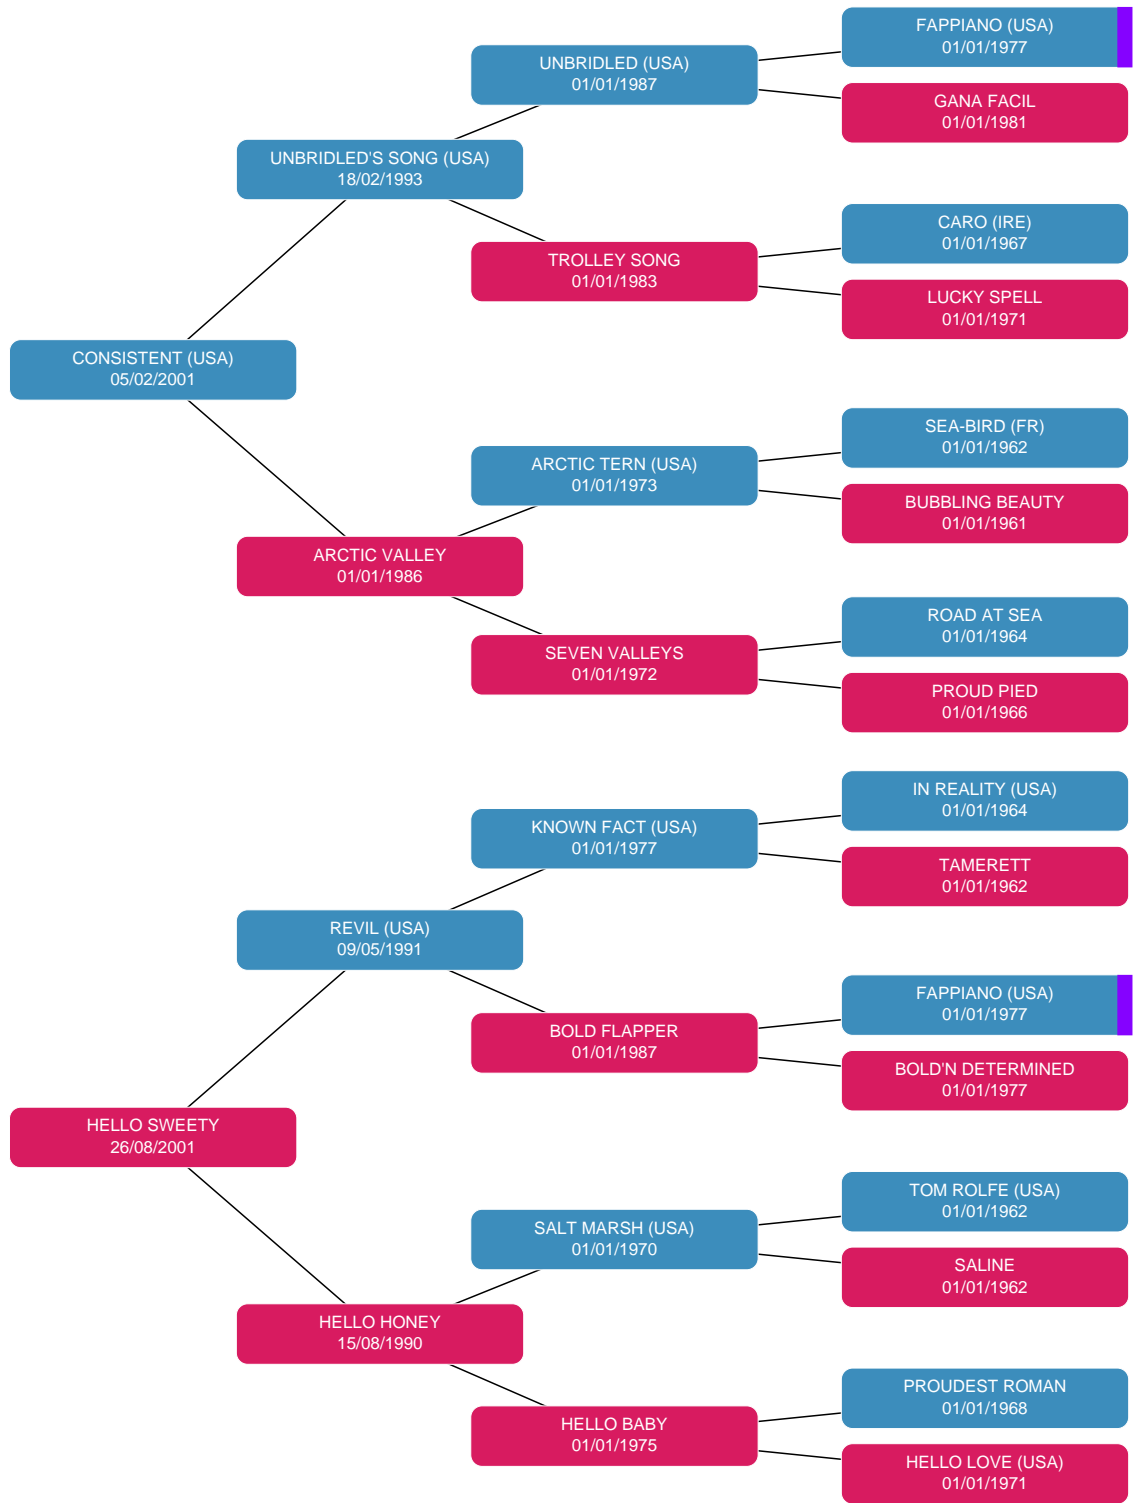 FAPPIANO (USA)
01/01/1977
UNBRIDLED (USA)
01/01/1987
GANA FACIL
01/01/1981
UNBRIDLED'S SONG (USA)
18/02/1993
CARO (IRE)
01/01/1967
TROLLEY SONG
01/01/1983
LUCKY SPELL
01/01/1971
CONSISTENT (USA)
05/02/2001
SEA-BIRD (FR)
01/01/1962
ARCTIC TERN (USA)
01/01/1973
BUBBLING BEAUTY
01/01/1961
ARCTIC VALLEY
01/01/1986
ROAD AT SEA
01/01/1964
SEVEN VALLEYS
01/01/1972
PROUD PIED
01/01/1966
IN REALITY (USA)
01/01/1964
KNOWN FACT (USA)
01/01/1977
TAMERETT
01/01/1962
REVIL (USA)
09/05/1991
FAPPIANO (USA)
01/01/1977
BOLD FLAPPER
01/01/1987
BOLD'N DETERMINED
01/01/1977
HELLO SWEETY
26/08/2001
TOM ROLFE (USA)
01/01/1962
SALT MARSH (USA)
01/01/1970
SALINE
01/01/1962
HELLO HONEY
15/08/1990
PROUDEST ROMAN
01/01/1968
HELLO BABY
01/01/1975
HELLO LOVE (USA)
01/01/1971